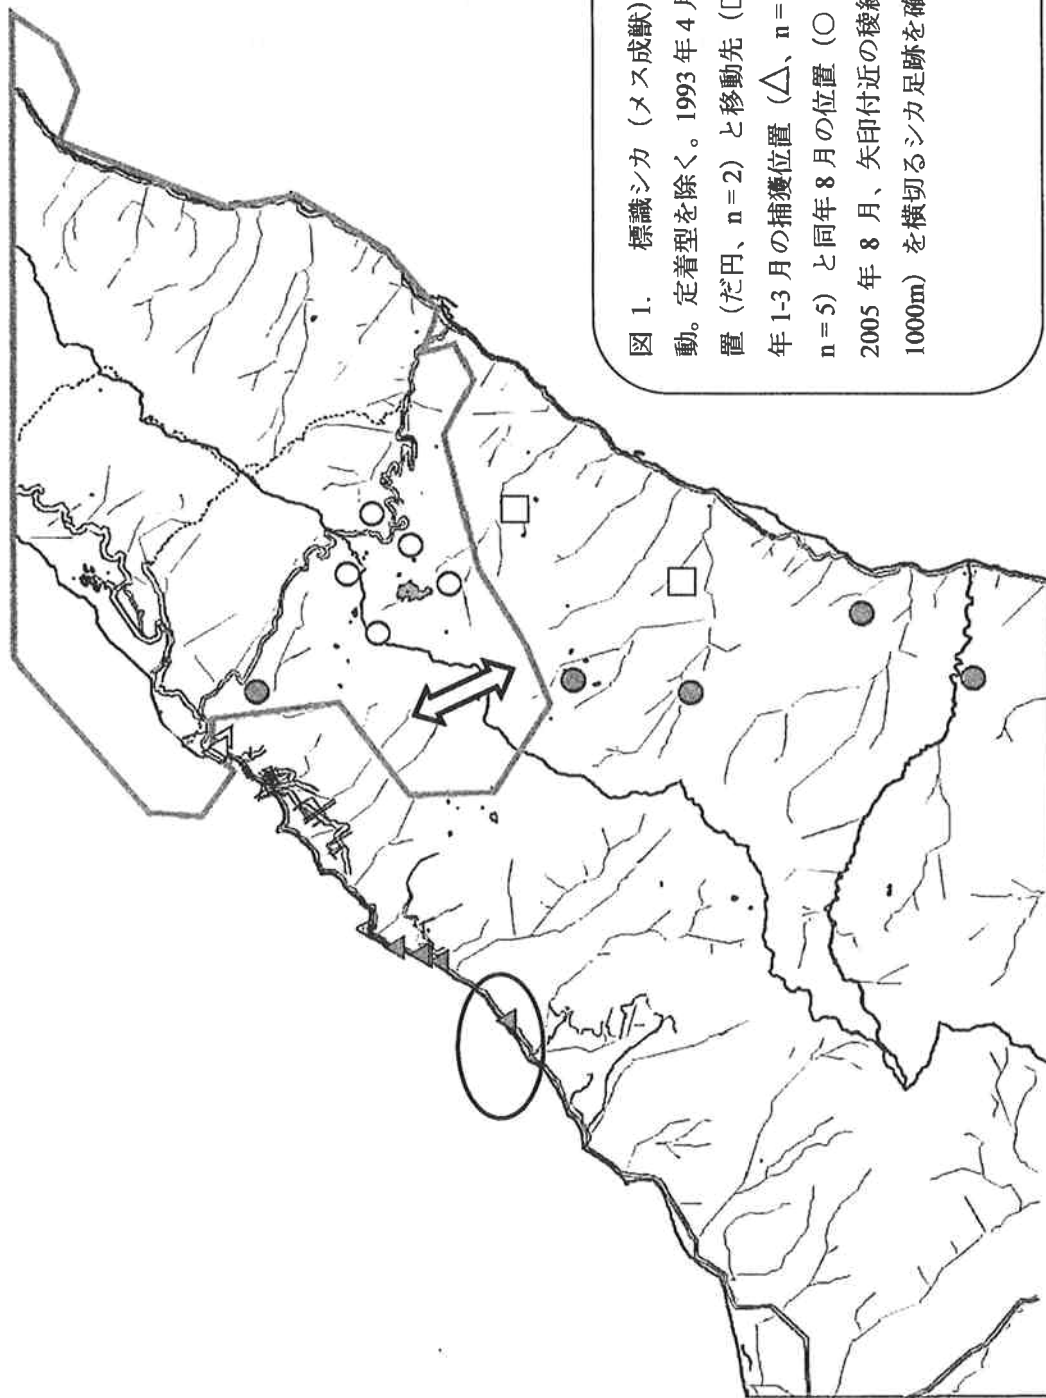 図 1. 標識シカ（メス成獣）
動。定着型を除く。1993 年 4 月
置（だ円、n = 2）と移動先（□
年 1-3 月の捕獲位置（△、n =
n = 5）と同年 8 月の位置（○
2005 年 8 月、矢印付近の稜線
1000m）を横切るシカ足跡を確